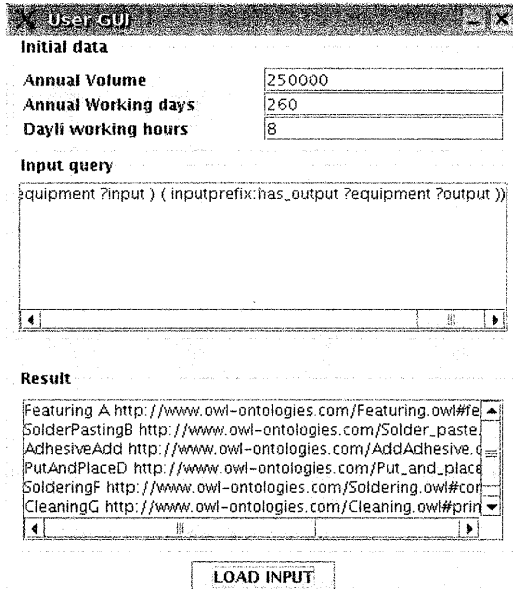 User GUI
Initial data
Annual Volume 250000
Annual Working days 260
Dayli working hours 8
Input query
equipment ?input ) ( inputprefix:has_output ?equipment ?output ))
Result
Featuring A http://www.owl-ontologies.com/Featuring.owl#fe
SolderPastingB http://www.owl-ontologies.com/Solder_paste.
AdhesiveAdd http://www.owl-ontologies.com/AddAdhesive.o
PutAndPlaceD http://www.owl-ontologies.com/Put_and_place
SolderingF http://www.owl-ontologies.com/Soldering.owl#cor
CleaningG http://www.owl-ontologies.com/Cleaning.owl#prin
LOAD INPUT